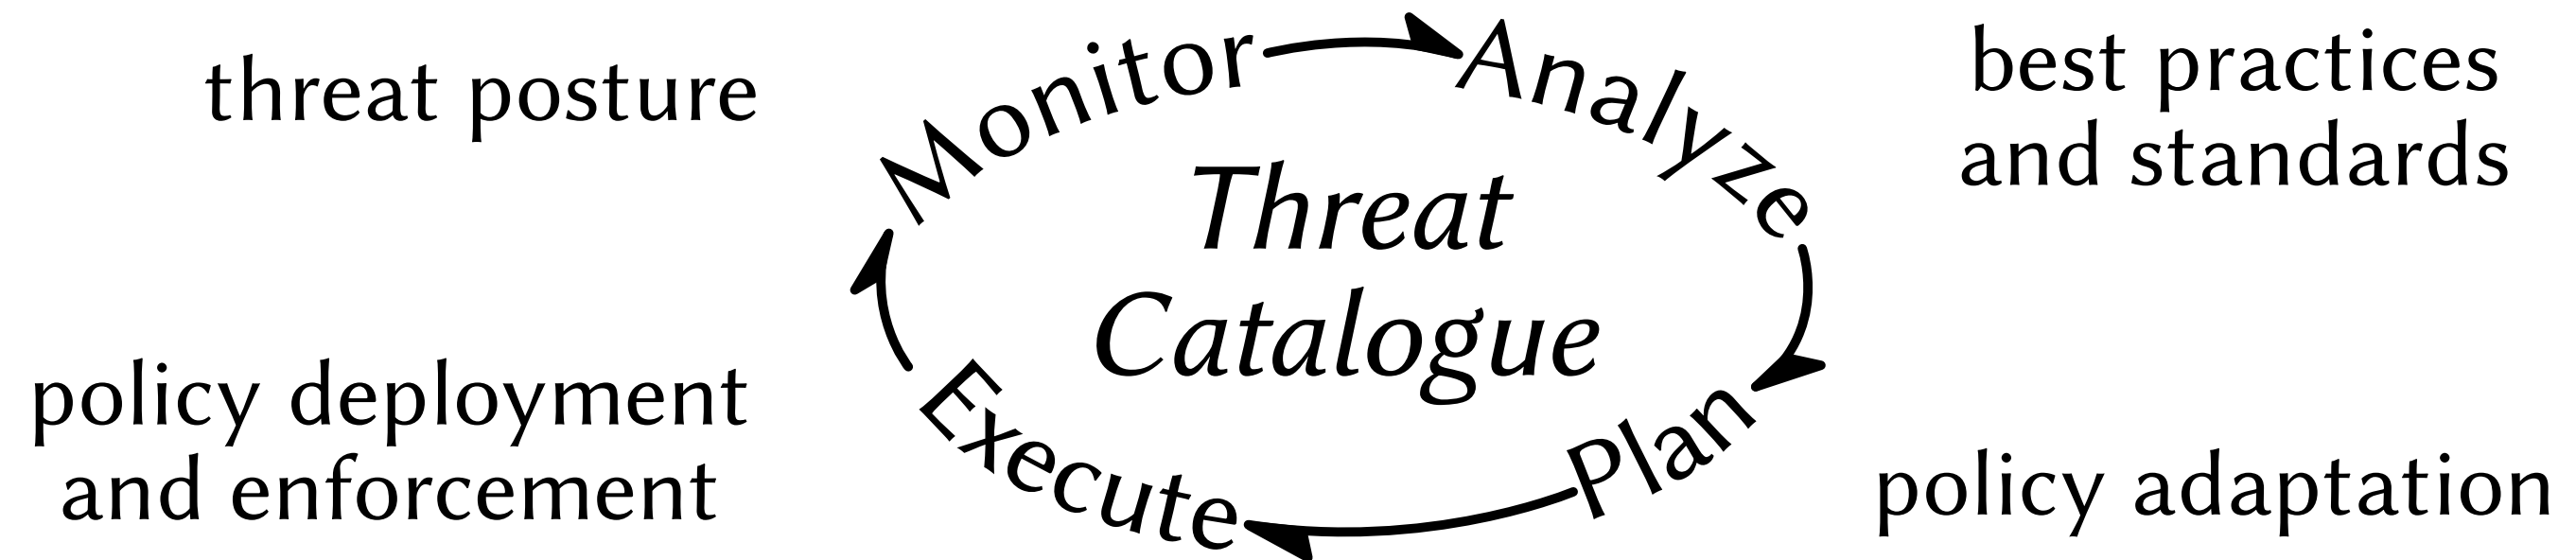 threat posture
Monitor
Analyze
best practices
and standards
Threat
Catalogue
policy deployment
and enforcement
Execute
Plan
policy adaptation